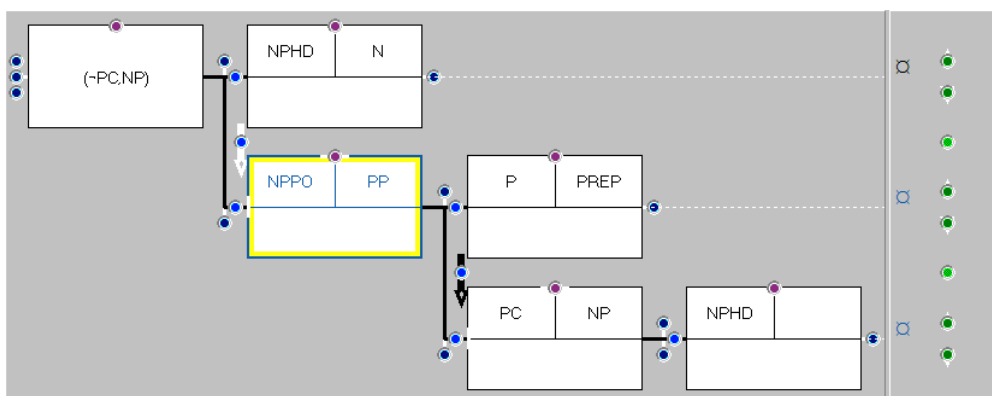 (¬PC,NP)
NPHD N
NPPO PP
P PREP
PC NP
NPHD